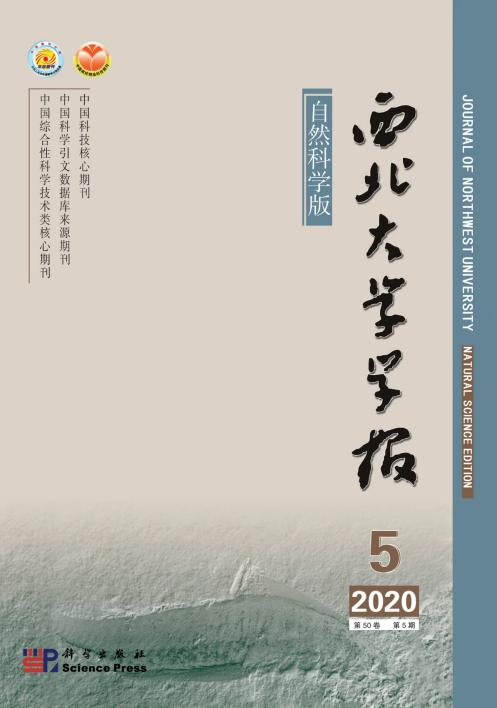 JOURNAL OF NORTHWEST UNIVERSITY NATURAL SCIENCE EDITION
西北大学学报
自然科学版
中国科技核心期刊
中国科学引文数据库来源期刊
中国综合性科学技术类核心期刊
5
2020
第50卷 第5期
科学出版社
Science Press